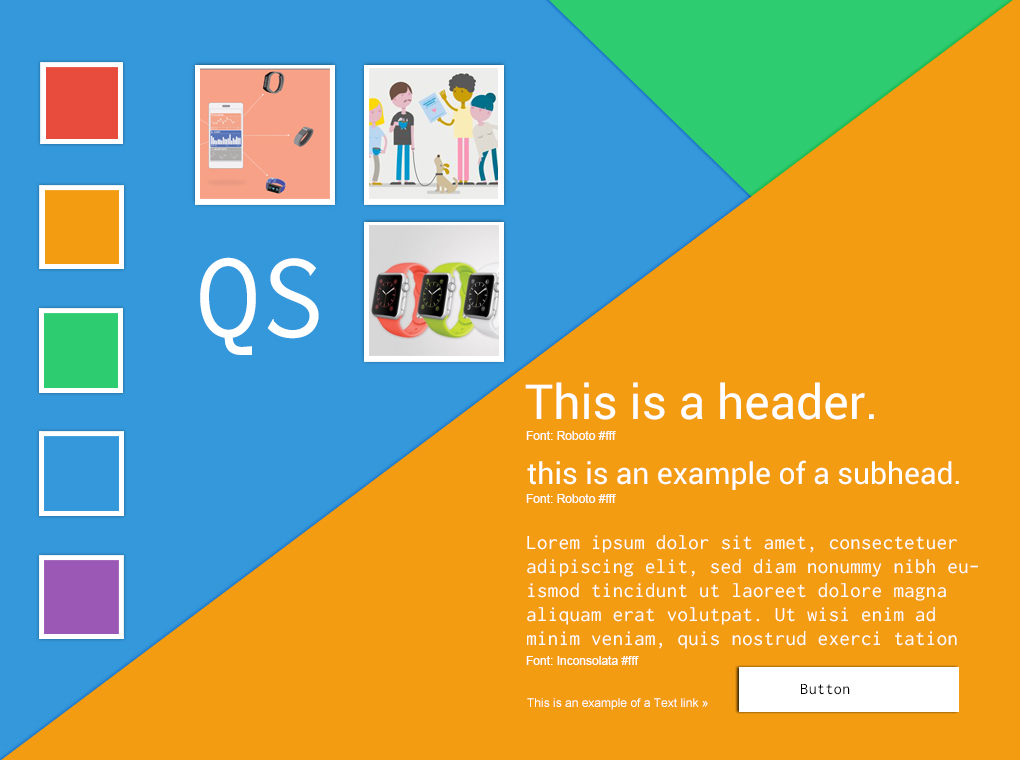 QS
This is a header.
Font: Roboto #fff
this is an example of a subhead.
Font: Roboto #fff
Lorem ipsum dolor sit amet, consectetuer
adipiscing elit, sed diam nonummy nibh eu-
ismod tincidunt ut laoreet dolore magna
aliquam erat volutpat. Ut wisi enim ad
minim veniam, quis nostrud exerci tation
Font: Inconsolata #fff
This is an example of a Text link »
Button